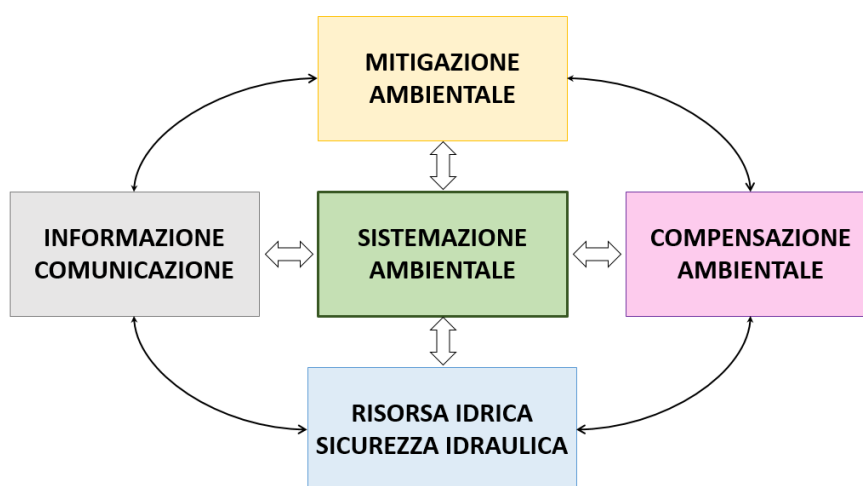 MITIGAZIONE
AMBIENTALE
INFORMAZIONE
COMUNICAZIONE
SISTEMAZIONE
AMBIENTALE
COMPENSAZIONE
AMBIENTALE
RISORSA IDRICA
SICUREZZA IDRAULICA